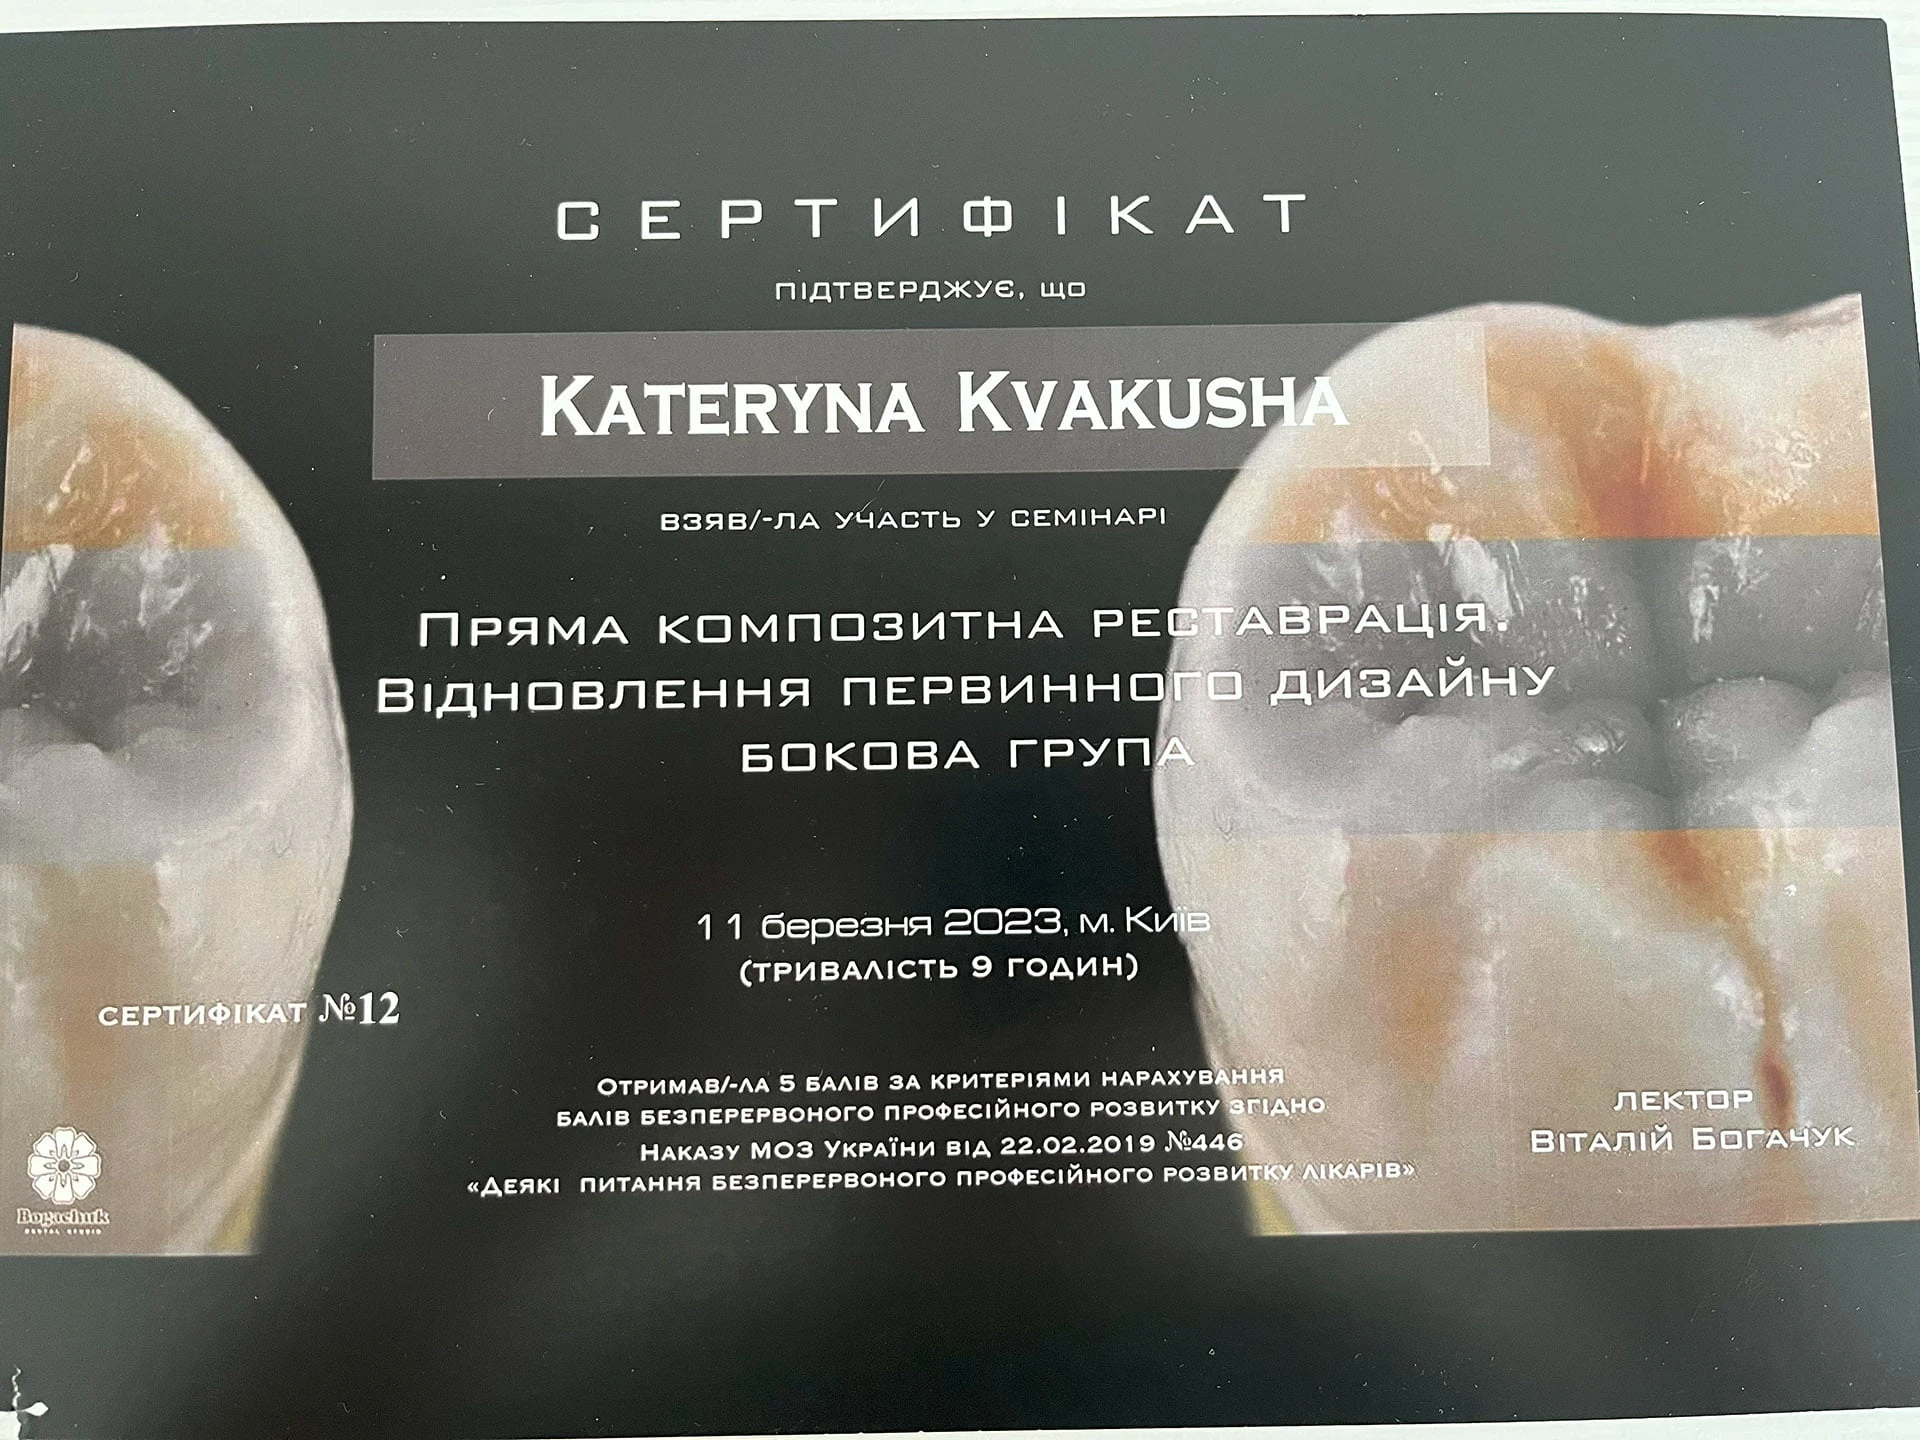 СЕРТИФІКАТ
ПІДТВЕРДЖУЄ, ЩО
KATERYNA KVAKUSHA
ВЗЯВ/-ЛА УЧАСТЬ У СЕМІНАРІ
ПРЯМА КОМПОЗИТНА РЕСТАВРАЦІЯ.
ВІДНОВЛЕННЯ ПЕРВИННОГО ДИЗАЙНУ
БОКОВА ГРУПА
11 березня 2023, м. Київ
(ТРИВАЛІСТЬ 9 ГОДИН)
СЕРТИФІКАТ №12
ОТРИМАВ/-ЛА 5 БАЛІВ ЗА КРИТЕРІЯМИ НАРАХУВАННЯ
БАЛІВ БЕЗПЕРЕРВОНОГО ПРОФЕСІЙНОГО РОЗВИТКУ ЗГІДНО
НАКАЗУ МОЗ УКРАЇНИ ВІД 22.02.2019 №446
«ДЕЯКІ ПИТАННЯ БЕЗПЕРЕРВОНОГО ПРОФЕСІЙНОГО РОЗВИТКУ ЛІКАРІВ»
ЛЕКТОР
ВІТАЛІЙ БОГАЧУК
Bogachuk
DENTAL STUDIO